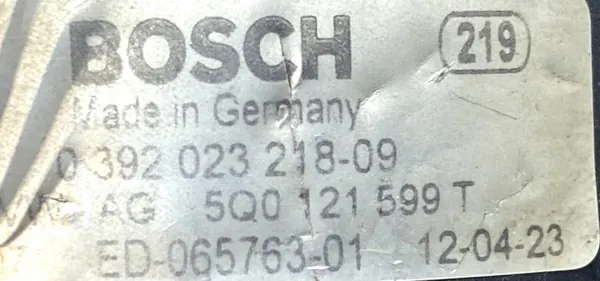 BOSCH 219
Made in Germany
0 392 023 218-09
VW AG 5Q0 121 599 T
ED-065763-01 12-04-23